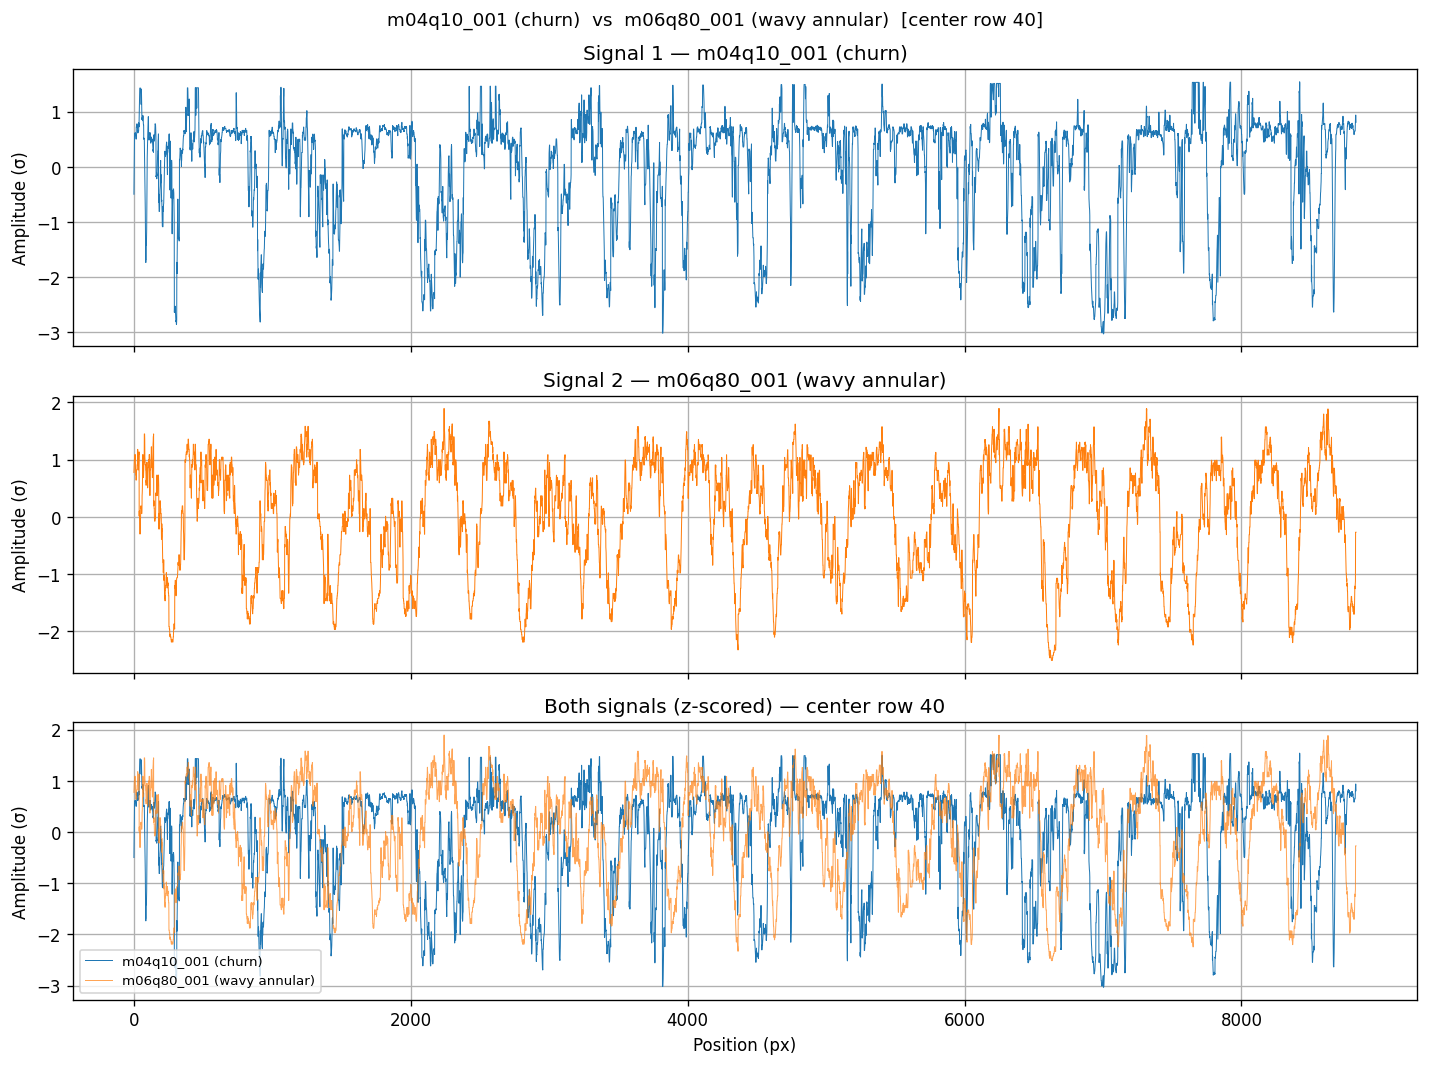 m04q10_001 (churn)  vs  m06q80_001 (wavy annular)  [center row 40]
Signal 1 — m04q10_001 (churn)
Amplitude (σ)
1
0
−1
−2
−3
Signal 2 — m06q80_001 (wavy annular)
Amplitude (σ)
2
1
0
−1
−2
Both signals (z-scored) — center row 40
Amplitude (σ)
2
1
0
−1
−2
−3
m04q10_001 (churn)
m06q80_001 (wavy annular)
0 2000 4000 6000 8000
Position (px)